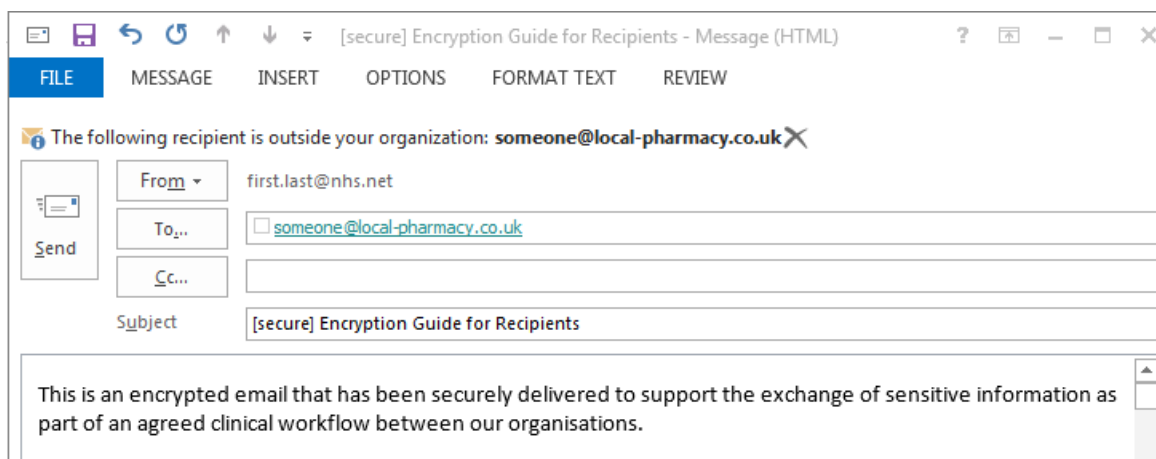 [secure] Encryption Guide for Recipients - Message (HTML) ?
FILE MESSAGE INSERT OPTIONS FORMAT TEXT REVIEW
The following recipient is outside your organization: someone@local-pharmacy.co.uk
From first.last@nhs.net
To... someone@local-pharmacy.co.uk
Send
Cc...
Subject [secure] Encryption Guide for Recipients
This is an encrypted email that has been securely delivered to support the exchange of sensitive information as
part of an agreed clinical workflow between our organisations.